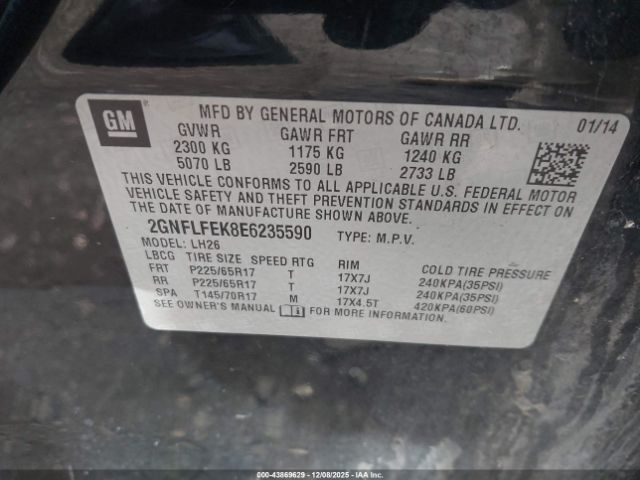 GM
MFD BY GENERAL MOTORS OF CANADA LTD. 01/14
GVWR GAWR FRT GAWR RR
2300 KG 1175 KG 1240 KG
5070 LB 2590 LB 2733 LB
THIS VEHICLE CONFORMS TO ALL APPLICABLE U.S. FEDERAL MOTOR
VEHICLE SAFETY AND THEFT PREVENTION STANDARDS IN EFFECT ON
THE DATE OF MANUFACTURE SHOWN ABOVE.
2GNFLFEK8E6235590 TYPE: M.P.V.
MODEL: LH26
LBCG TIRE SIZE SPEED RTG RIM COLD TIRE PRESSURE
FRT P225/65R17 T 17X7J 240KPA(35PSI)
RR P225/65R17 T 17X7J 240KPA(35PSI)
SPA T145/70R17 M 17X4.5T 420KPA(60PSI)
SEE OWNER'S MANUAL FOR MORE INFORMATION.
000-43869629 - 12/08/2025 - IAAI.COM